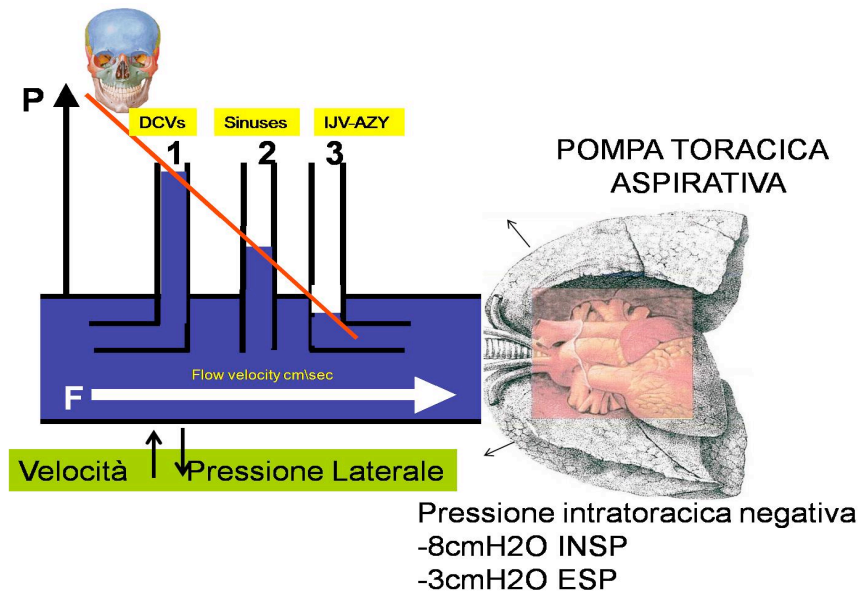 P
DCVs
Sinuses
IJV-AZY
1
2
3
POMPA TORACICA
ASPIRATIVA
Flow velocity cm\sec
F
Velocità
Pressione Laterale
Pressione intratoracica negativa
-8cmH2O INSP
-3cmH2O ESP